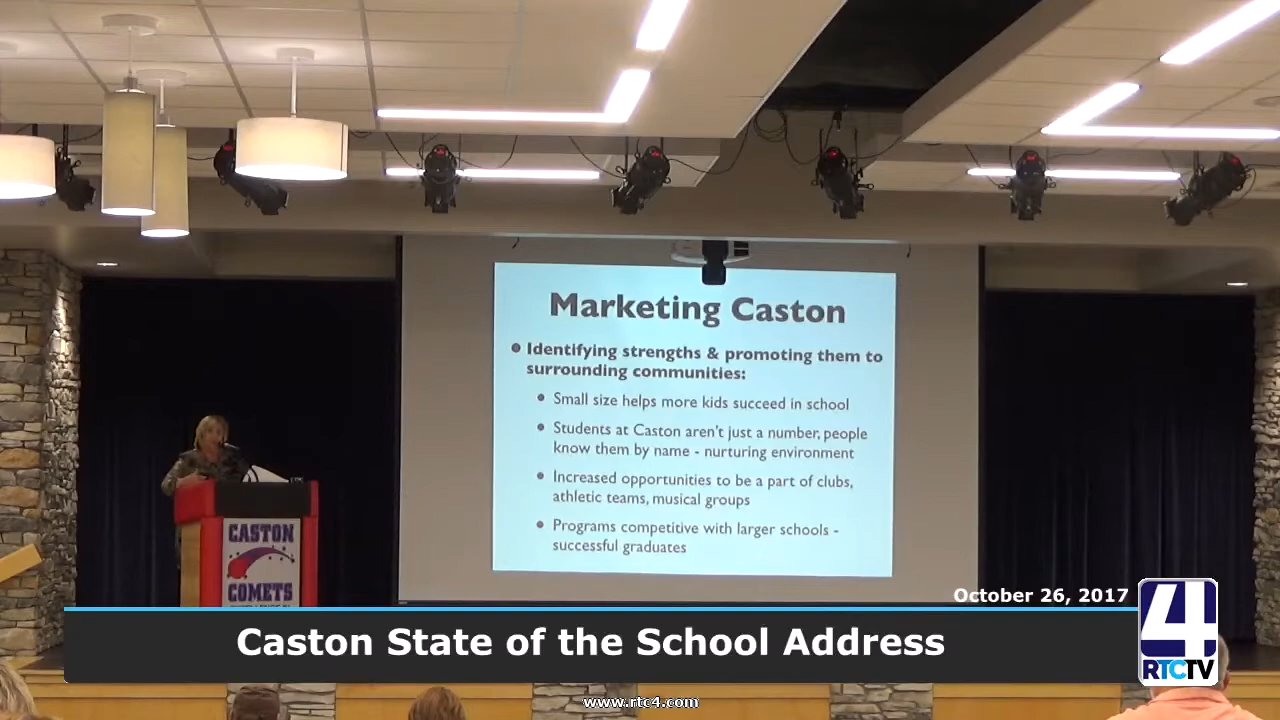 Marketing Caston
Identifying strengths & promoting them to
surrounding communities:
Small size helps more kids succeed in school
Students at Caston aren't just a number, people
know them by name - nurturing environment
Increased opportunities to be a part of clubs,
athletic teams, musical groups
Programs competitive with larger schools -
successful graduates
CASTON
COMETS
October 26, 2017
Caston State of the School Address
4
RTCTV
www.rtc4.com